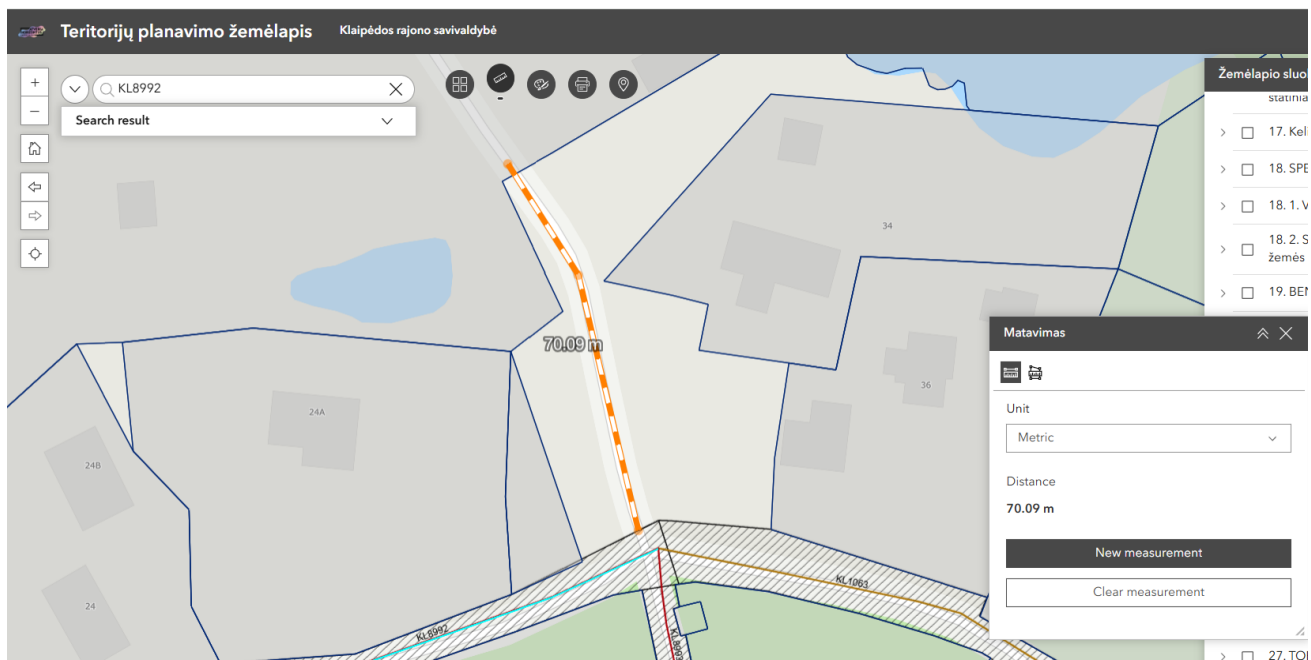 Teritorijų planavimo žemėlapis
Klaipėdos rajono savivaldybė
KL8992
Search result
Žemėlapio sluo
17. Kel
18. SPE
18. 1. V
18. 2. S
žemės
19. BEN
27. TOP
Matavimas
Unit
Metric
Distance
70.09 m
New measurement
Clear measurement
34
36
70.09 m
24A
24B
24
KL8992
KL8993
KL1063